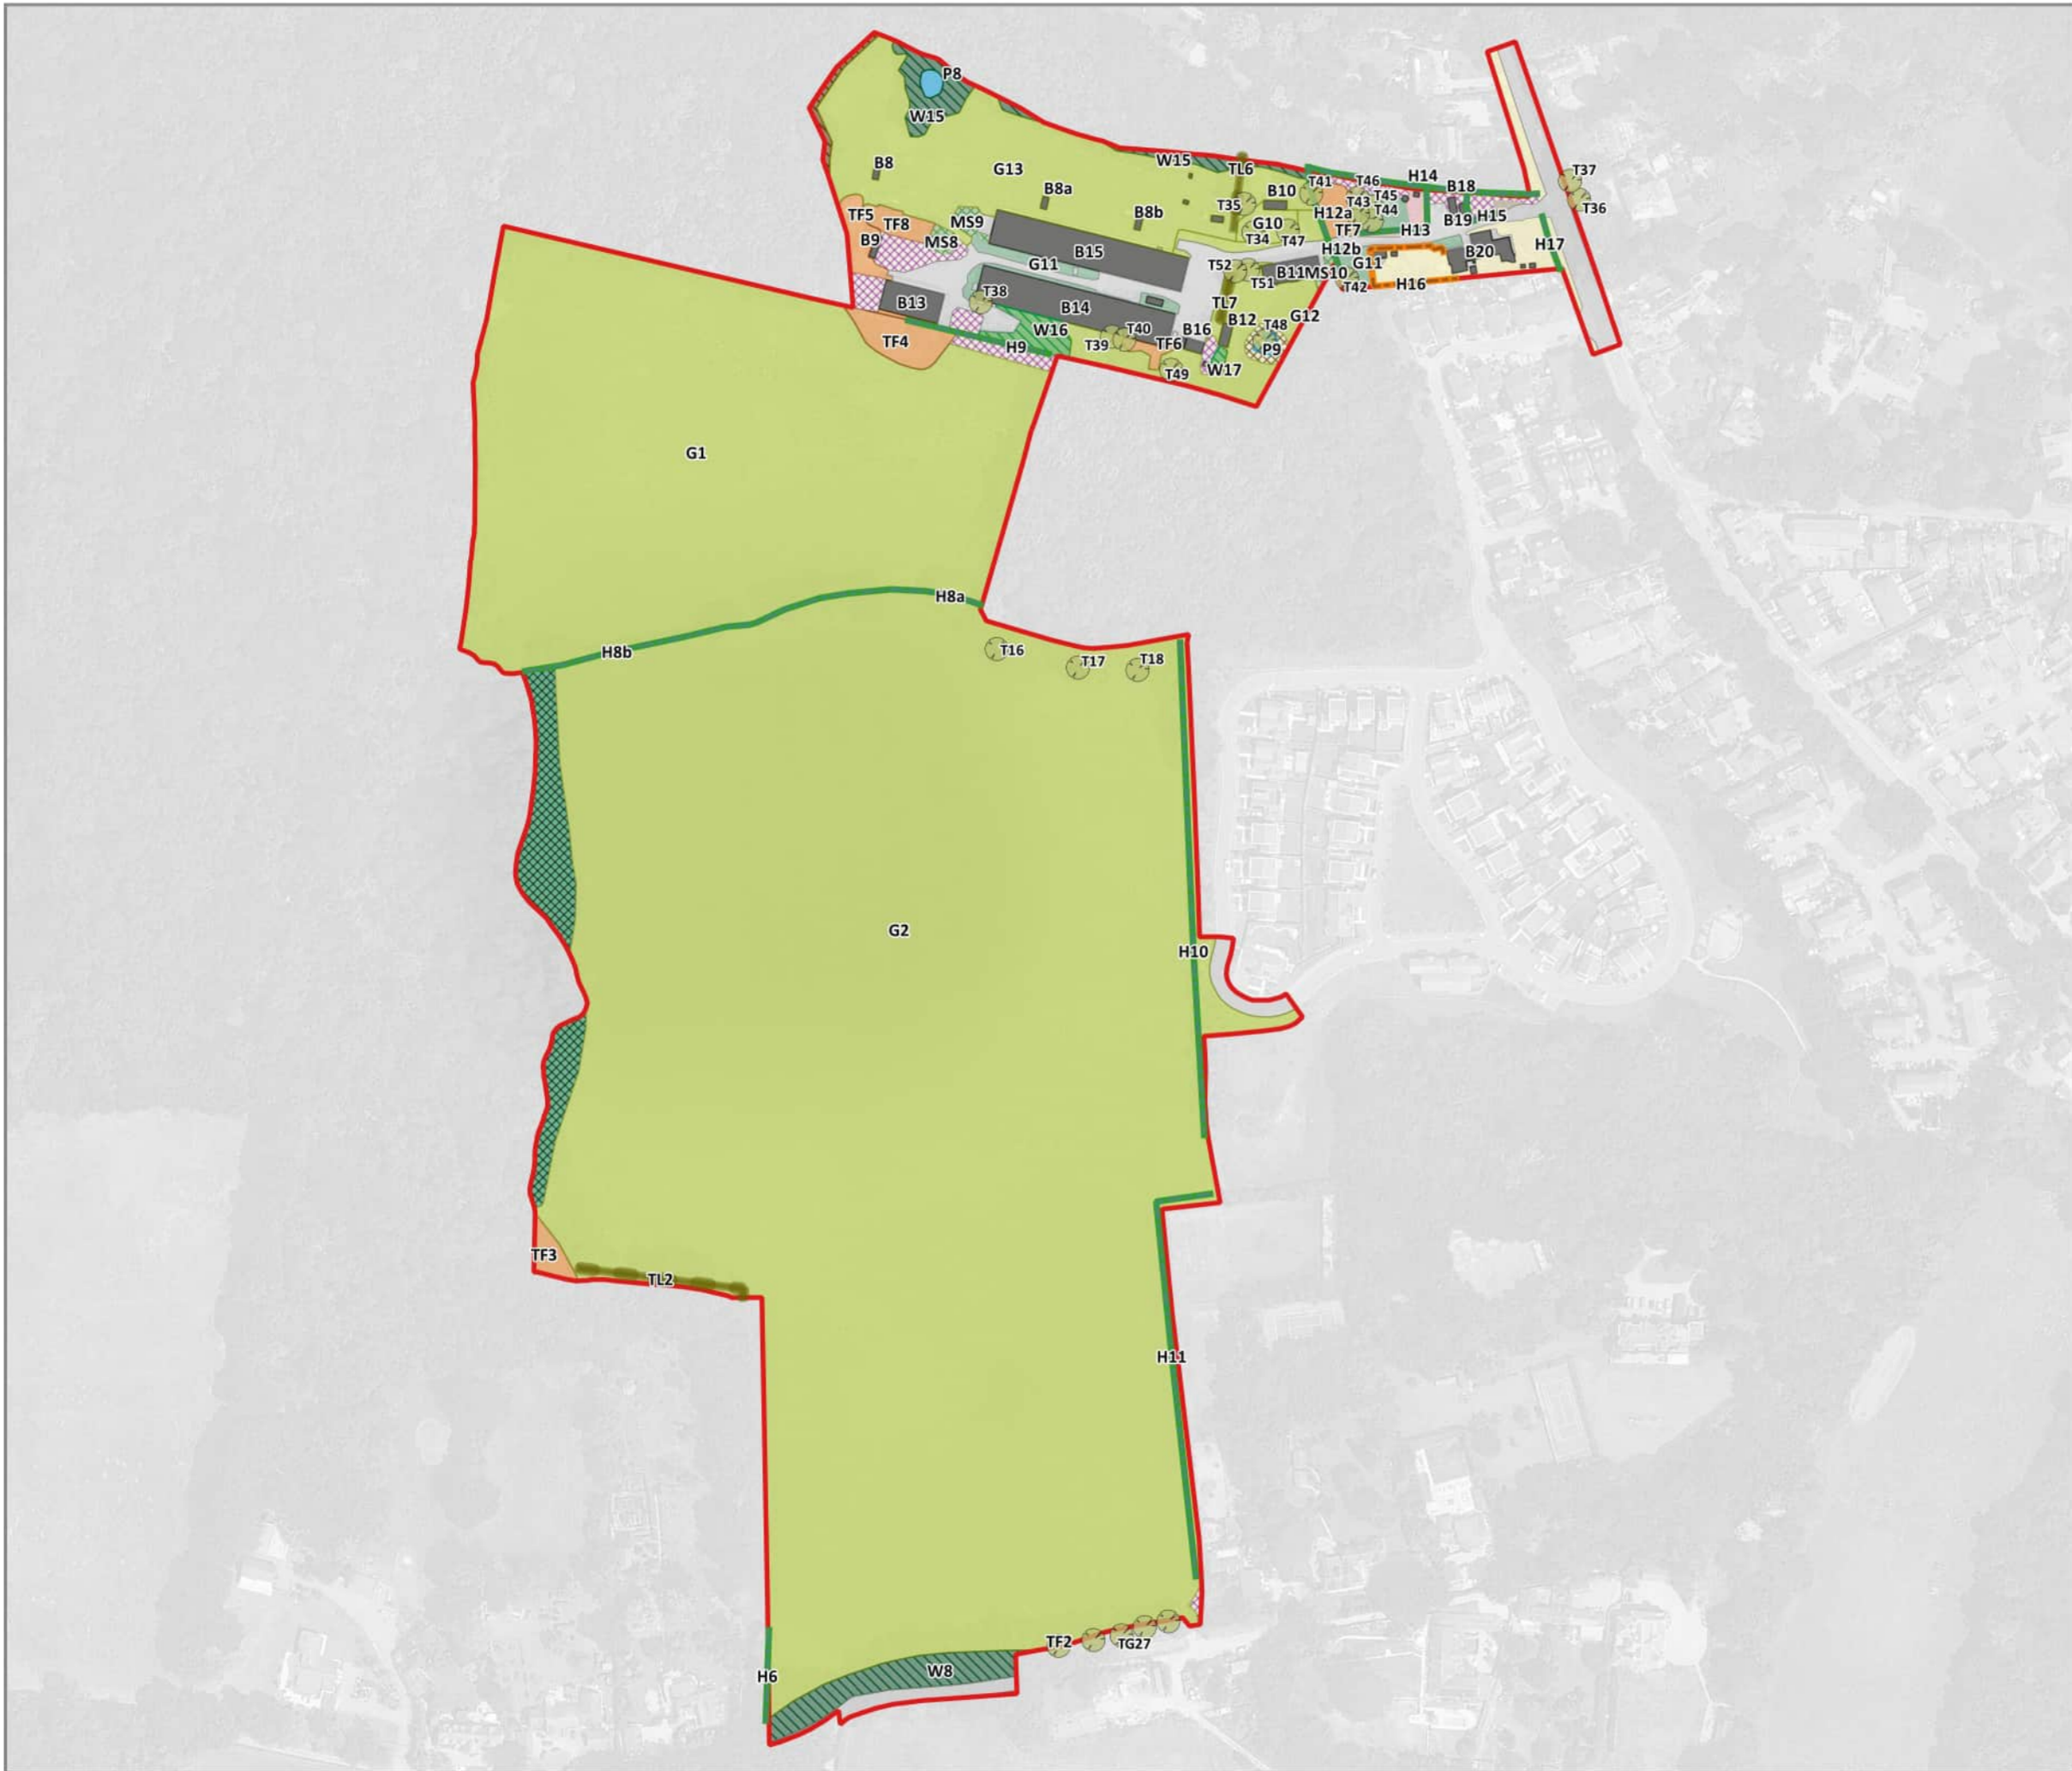 P8
W15
B8
G13
W15
TL6
T37
T36
T41
T46
H14
B18
B8a
B10
T45
T43
T44
T35
H12a
B19
H15
TF5
TF8
MS9
B8b
G10
TF7
H13
B9
MS8
T34
T47
H12b
B20
H17
B15
G11
T52
T51
B11
MS10
G11
T42
H16
B13
T38
B14
TL7
B12
G12
T48
W16
T40
B16
TF4
H9
T39
TF6
P9
T49
W17
G1
H8a
H8b
T16
T17
T18
G2
H10
TF3
TL2
H11
TF2
TG27
H6
W8